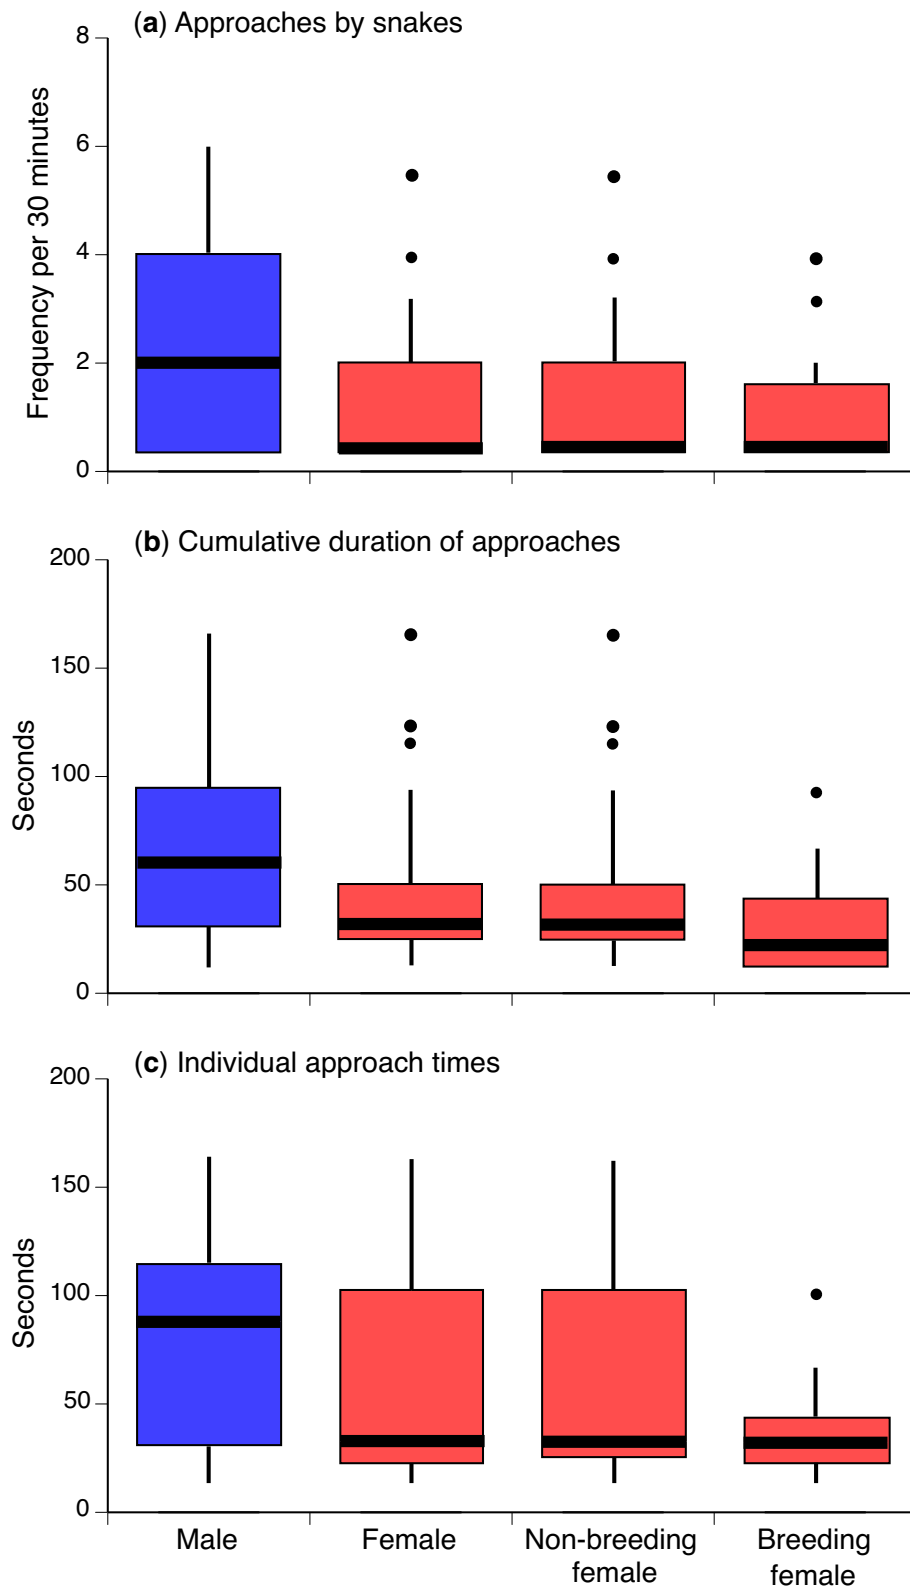 (a) Approaches by snakes
Frequency per 30 minutes
8
6
4
2
0
(b) Cumulative duration of approaches
Seconds
200
150
100
50
0
(c) Individual approach times
Seconds
200
150
100
50
0
Male
Female
Non-breeding
female
Breeding
female